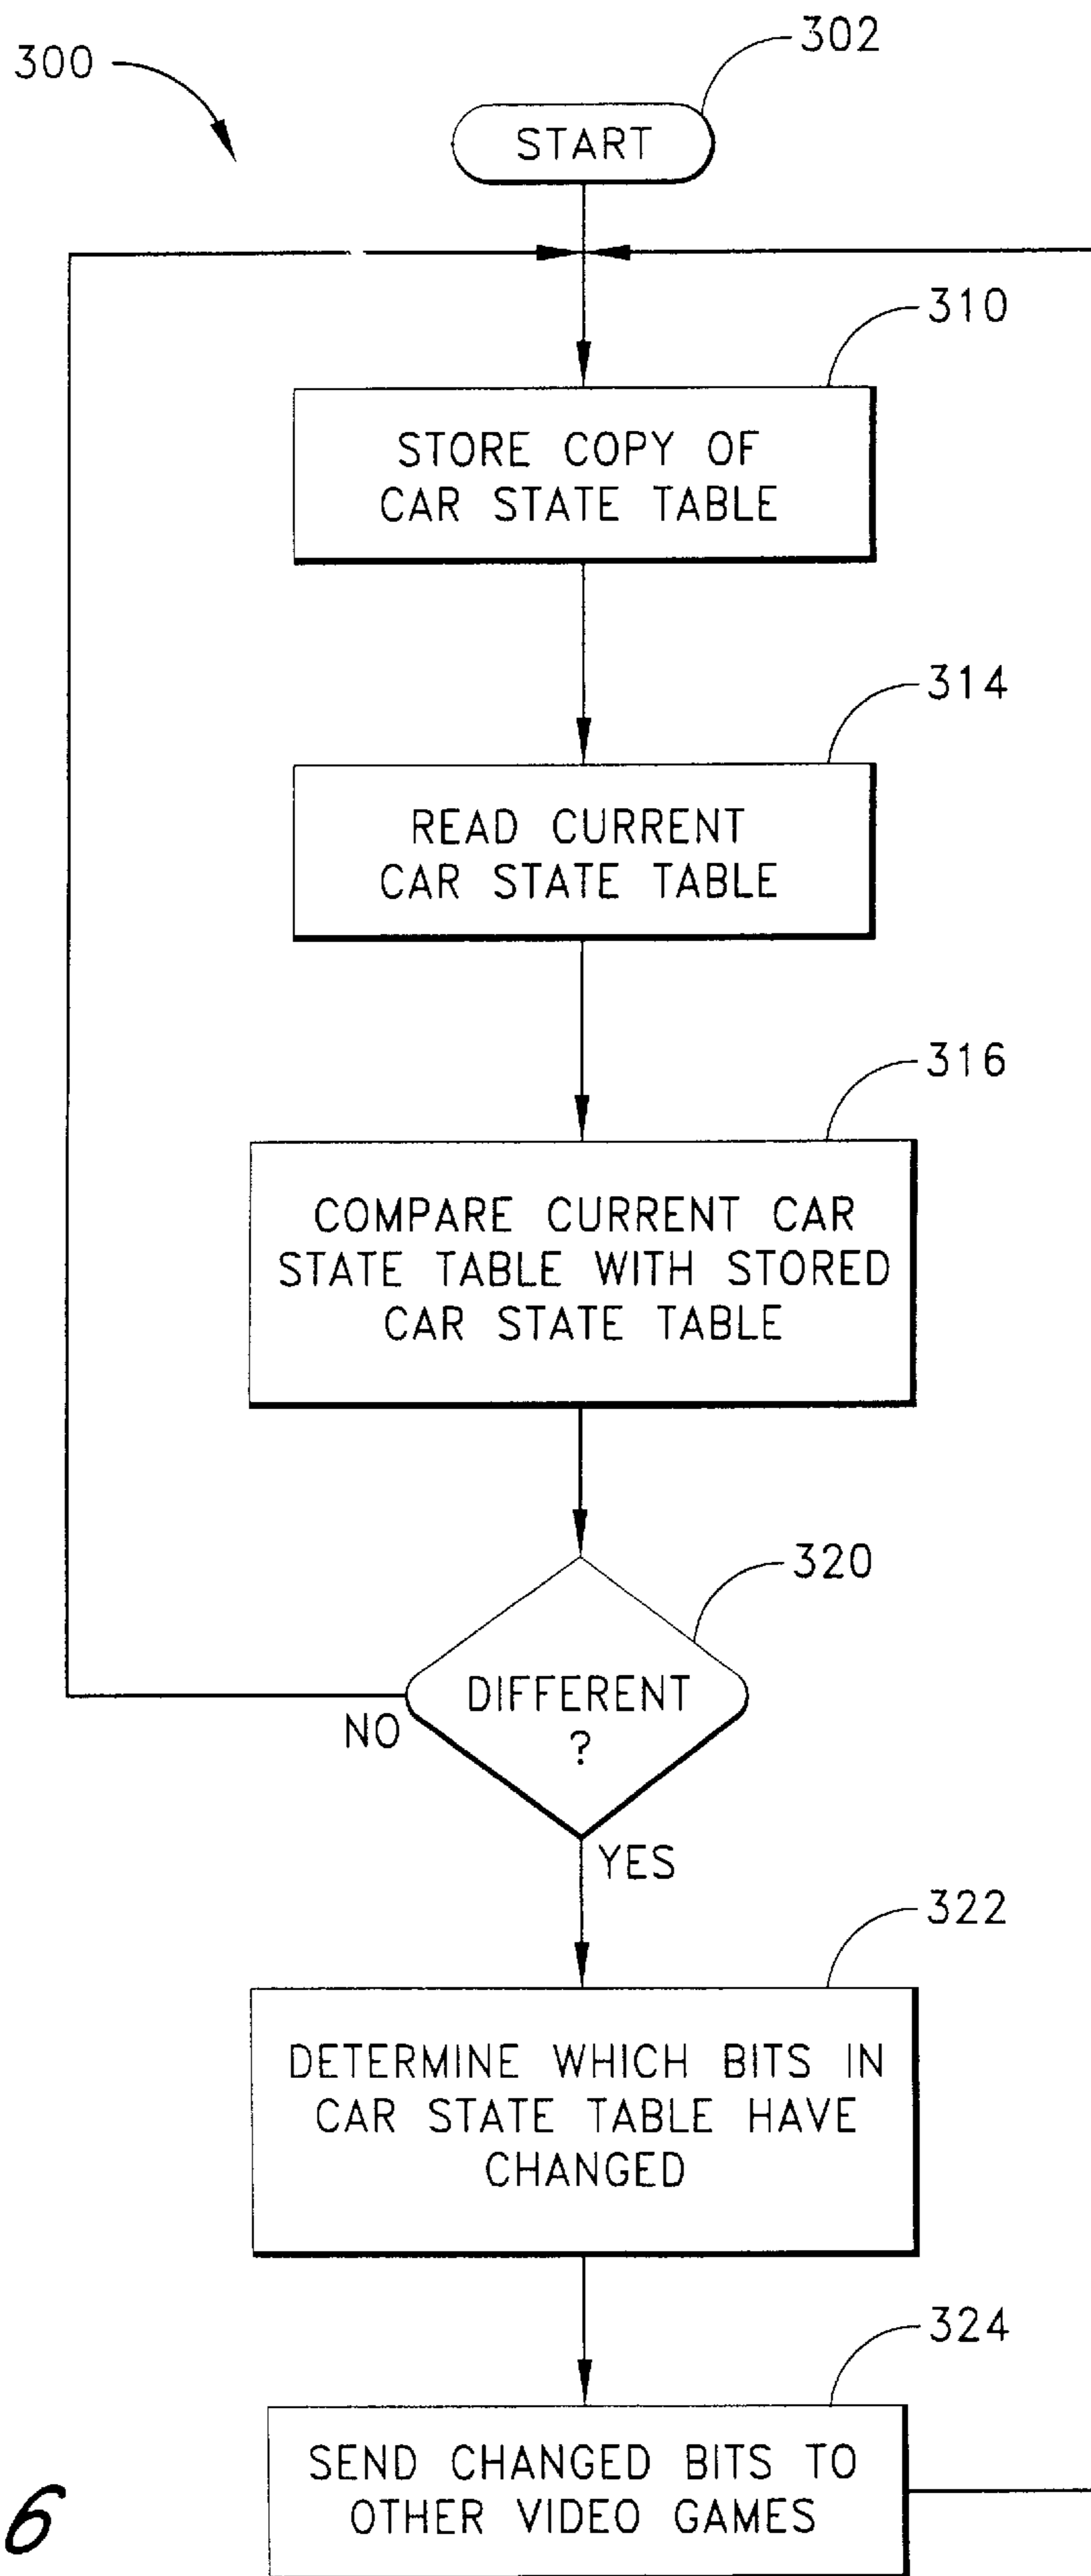 300
302
START
310
STORE COPY OF
CAR STATE TABLE
314
READ CURRENT
CAR STATE TABLE
316
COMPARE CURRENT CAR
STATE TABLE WITH STORED
CAR STATE TABLE
320
DIFFERENT
?
NO
YES
322
DETERMINE WHICH BITS IN
CAR STATE TABLE HAVE
CHANGED
324
SEND CHANGED BITS TO
OTHER VIDEO GAMES
6